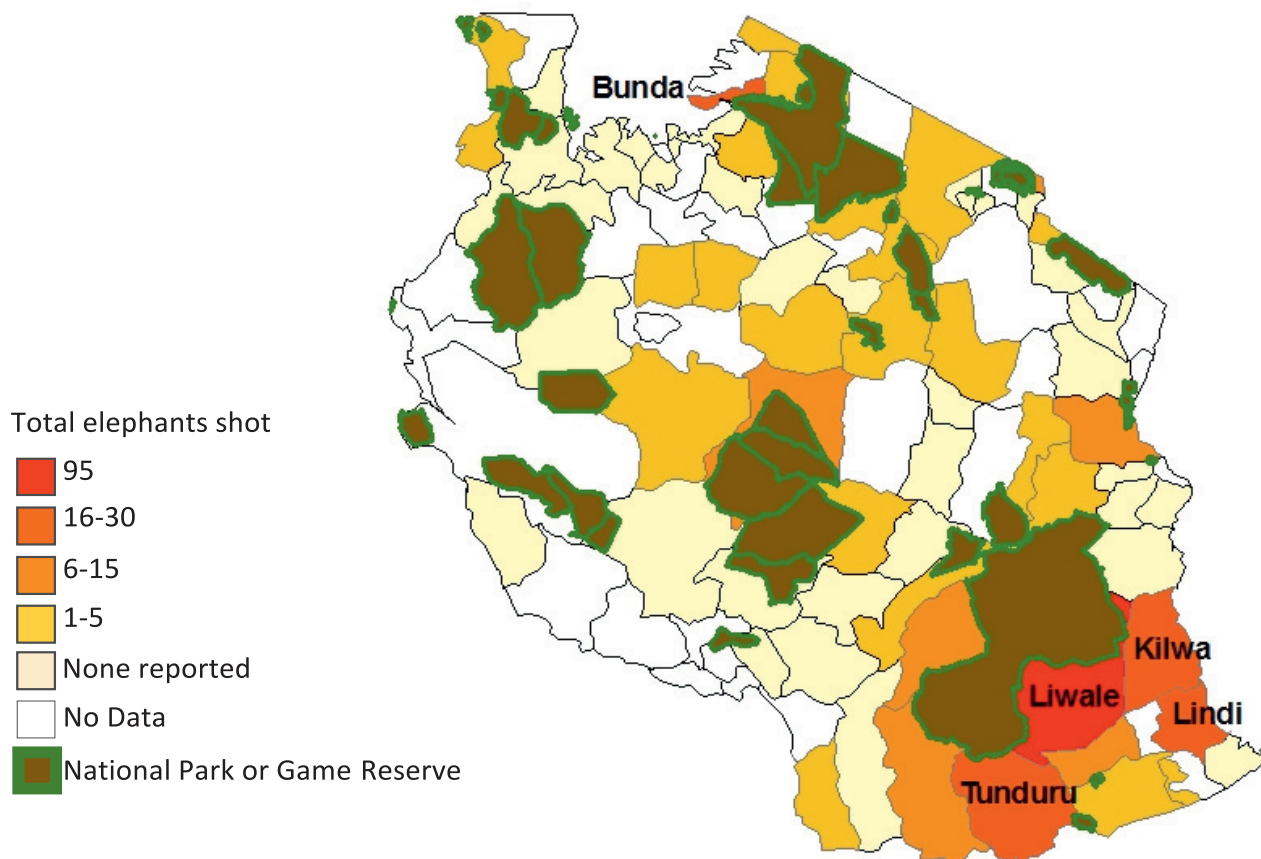 Bunda
Total elephants shot
95
16-30
6-15
1-5
None reported
No Data
National Park or Game Reserve
Kilwa
Liwale
Lindi
Tunduru